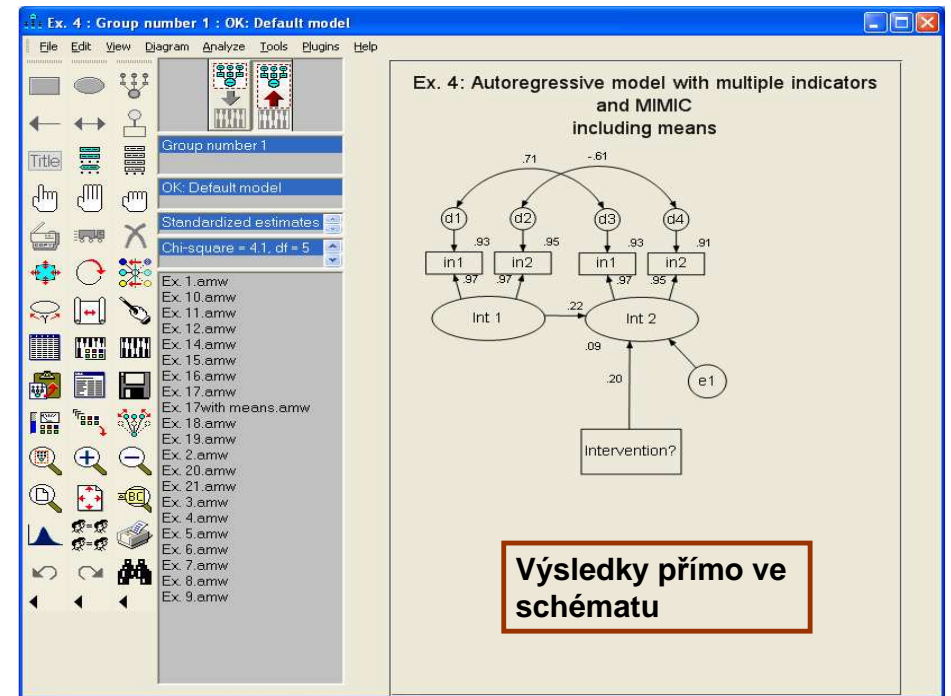 Ex. 4 : Group number 1 : OK: Default model
File Edit View Diagram Analyze Tools Plugins Help
Title
Group number 1
OK: Default model
Standardized estimates
Chi-square = 4.1, df = 5
Ex. 1.amw
Ex. 10.amw
Ex. 11.amw
Ex. 12.amw
Ex. 14.amw
Ex. 15.amw
Ex. 16.amw
Ex. 17.amw
Ex. 17with means.amw
Ex. 18.amw
Ex. 19.amw
Ex. 2.amw
Ex. 20.amw
Ex. 21.amw
Ex. 3.amw
Ex. 4.amw
Ex. 5.amw
Ex. 6.amw
Ex. 7.amw
Ex. 8.amw
Ex. 9.amw
Ex. 4: Autoregressive model with multiple indicators
and MIMIC
including means
.71 -.61
d1 d2 d3 d4
.93 .95 .93 .91
in1 in2 in1 in2
.97 .97 .97 .95
.22
Int 1 Int 2
.09
.20 e1
Intervention?
Výsledky přímo ve
schématu